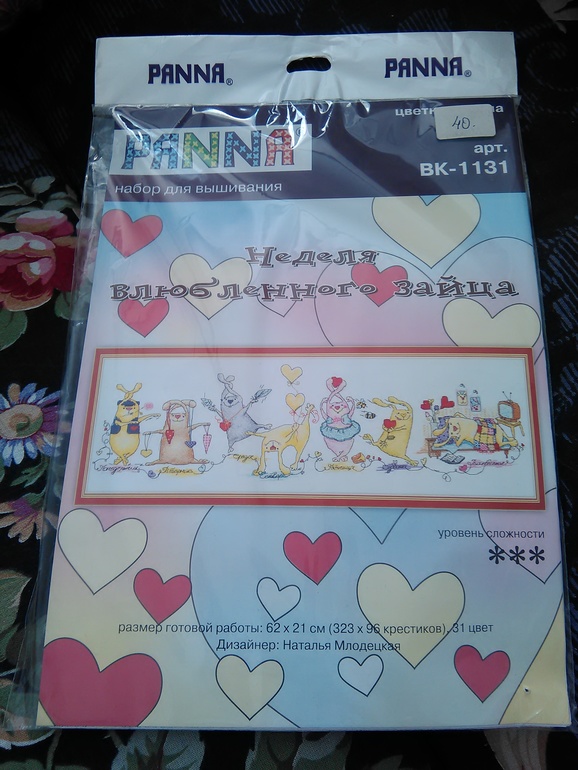 PANNA®
PANNA®
40.
PANNA
арт.
ВК-1131
набор для вышивания
Неделя
влюбленного зайца
уровень сложности
***
размер готовой работы: 62 x 21 см (323 x 96 крестиков), 31 цвет
Дизайнер: Наталья Млодецкая